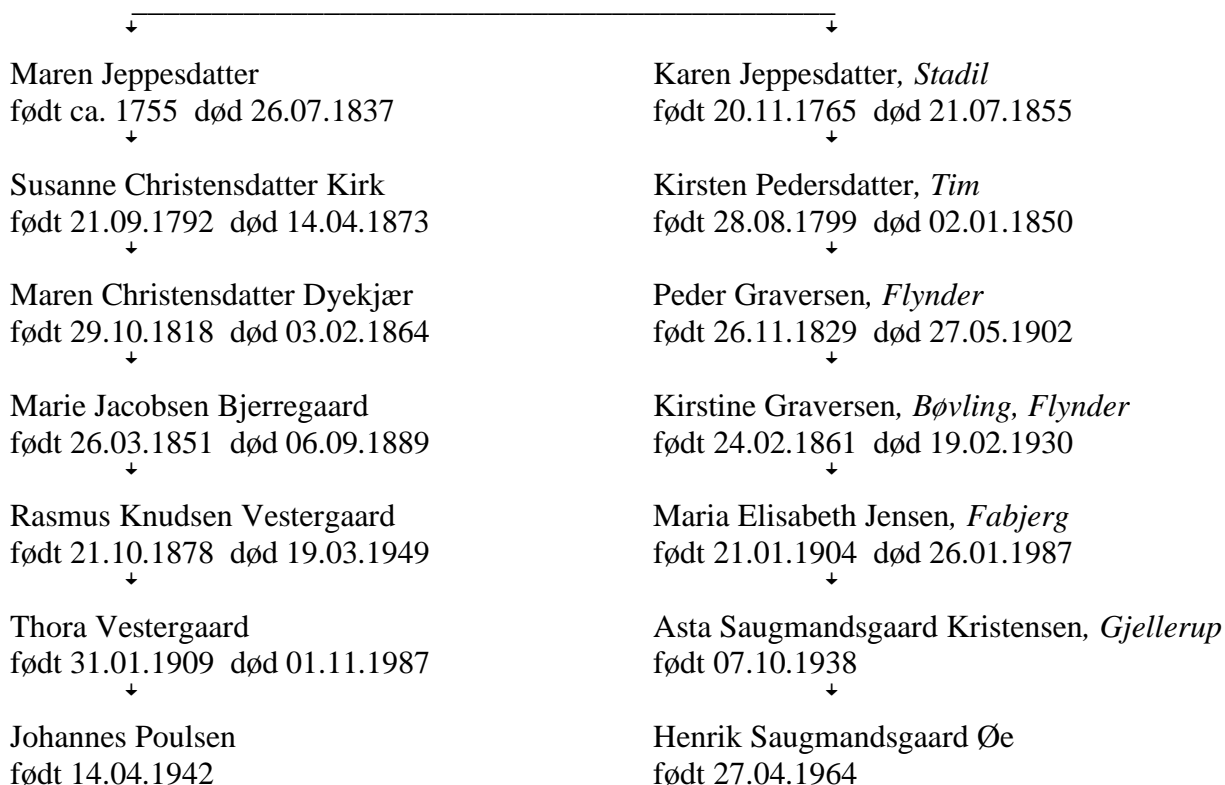 Maren Jeppesdatter
født ca. 1755 død 26.07.1837
Susanne Christensdatter Kirk
født 21.09.1792 død 14.04.1873
Maren Christensdatter Dyekjær
født 29.10.1818 død 03.02.1864
Marie Jacobsen Bjerregaard
født 26.03.1851 død 06.09.1889
Rasmus Knudsen Vestergaard
født 21.10.1878 død 19.03.1949
Thora Vestergaard
født 31.01.1909 død 01.11.1987
Johannes Poulsen
født 14.04.1942
Karen Jeppesdatter, Stadil
født 20.11.1765 død 21.07.1855
Kirsten Pedersdatter, Tim
født 28.08.1799 død 02.01.1850
Peder Graversen, Flynder
født 26.11.1829 død 27.05.1902
Kirstine Graversen, Bøvling, Flynder
født 24.02.1861 død 19.02.1930
Maria Elisabeth Jensen, Fabjerg
født 21.01.1904 død 26.01.1987
Asta Saugmandsgaard Kristensen, Gjellerup
født 07.10.1938
Henrik Saugmandsgaard Øe
født 27.04.1964